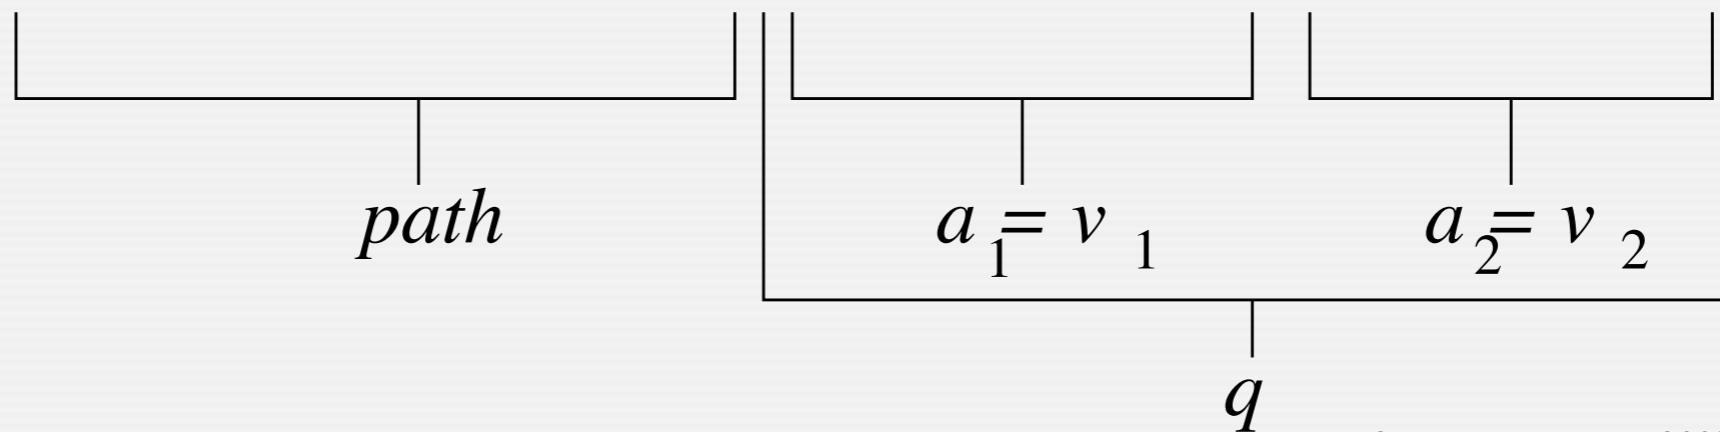 path a₁ = v₁ a₂ = v₂
q